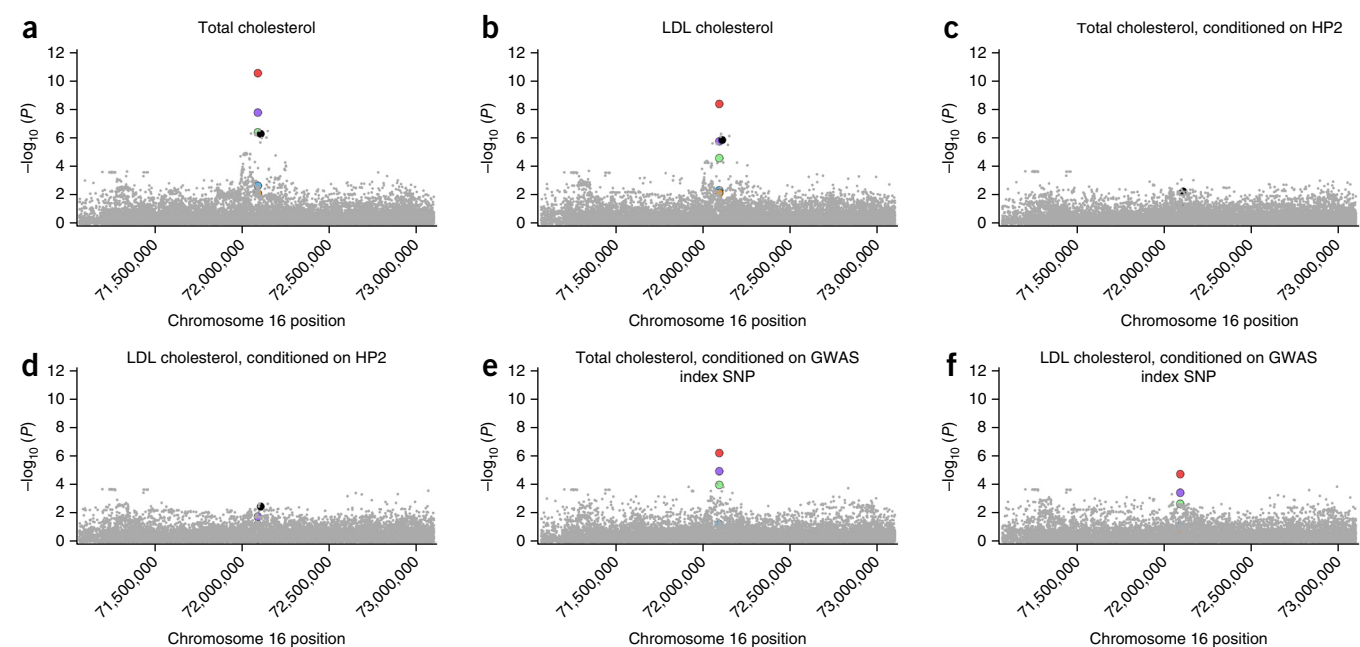 a
Total cholesterol
12
10
8
6
4
2
0
–log10 (P)
71,500,000
72,000,000
72,500,000
73,000,000
Chromosome 16 position
b
LDL cholesterol
12
10
8
6
4
2
0
–log10 (P)
71,500,000
72,000,000
72,500,000
73,000,000
Chromosome 16 position
c
Total cholesterol, conditioned on HP2
12
10
8
6
4
2
0
–log10 (P)
71,500,000
72,000,000
72,500,000
73,000,000
Chromosome 16 position
d
LDL cholesterol, conditioned on HP2
12
10
8
6
4
2
0
–log10 (P)
71,500,000
72,000,000
72,500,000
73,000,000
Chromosome 16 position
e
Total cholesterol, conditioned on GWAS
index SNP
12
10
8
6
4
2
0
–log10 (P)
71,500,000
72,000,000
72,500,000
73,000,000
Chromosome 16 position
f
LDL cholesterol, conditioned on GWAS
index SNP
12
10
8
6
4
2
0
–log10 (P)
71,500,000
72,000,000
72,500,000
73,000,000
Chromosome 16 position